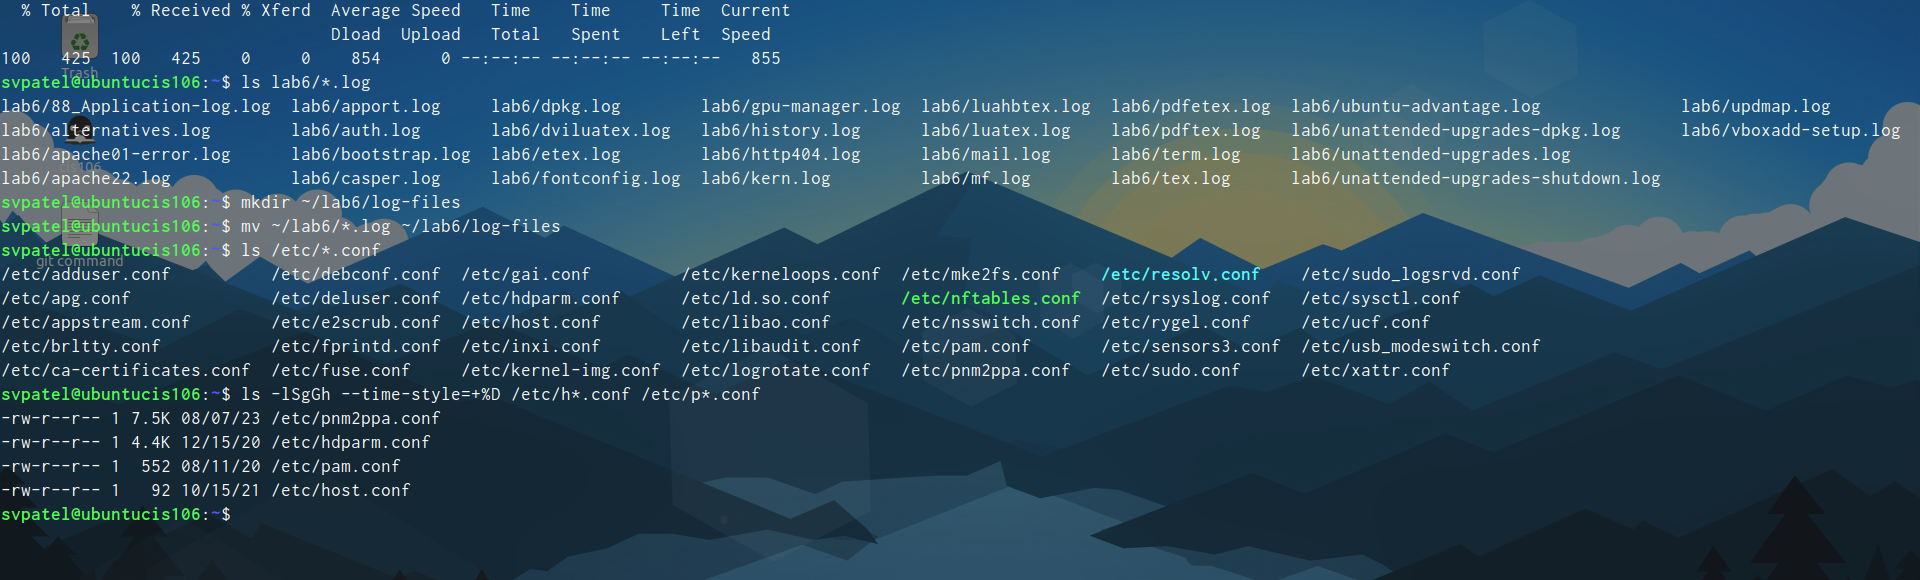 % Total    % Received % Xferd  Average Speed   Time    Time     Time  Current
                                 Dload  Upload   Total   Spent    Left  Speed
100   425  100   425    0     0    854      0 --:--:-- --:--:-- --:--:--   855
svpatel@ubuntucis106:~$ ls lab6/*.log
lab6/88_Application-log.log  lab6/apport.log     lab6/dpkg.log        lab6/gpu-manager.log  lab6/luahbtex.log  lab6/pdfetex.log  lab6/ubuntu-advantage.log              lab6/updmap.log
lab6/alternatives.log        lab6/auth.log       lab6/dviluatex.log   lab6/history.log      lab6/luatex.log    lab6/pdftex.log   lab6/unattended-upgrades-dpkg.log      lab6/vboxadd-setup.log
lab6/apache01-error.log      lab6/bootstrap.log  lab6/etex.log        lab6/http404.log      lab6/mail.log      lab6/term.log     lab6/unattended-upgrades.log
lab6/apache22.log            lab6/casper.log     lab6/fontconfig.log  lab6/kern.log         lab6/mf.log        lab6/tex.log      lab6/unattended-upgrades-shutdown.log
svpatel@ubuntucis106:~$ mkdir ~/lab6/log-files
svpatel@ubuntucis106:~$ mv ~/lab6/*.log ~/lab6/log-files
svpatel@ubuntucis106:~$ ls /etc/*.conf
/etc/adduser.conf          /etc/debconf.conf  /etc/gai.conf         /etc/kerneloops.conf  /etc/mke2fs.conf    /etc/resolv.conf    /etc/sudo_logsrvd.conf
/etc/apg.conf              /etc/deluser.conf  /etc/hdparm.conf      /etc/ld.so.conf       /etc/nftables.conf  /etc/rsyslog.conf   /etc/sysctl.conf
/etc/appstream.conf        /etc/e2scrub.conf  /etc/host.conf        /etc/libao.conf       /etc/nsswitch.conf  /etc/rygel.conf     /etc/ucf.conf
/etc/brltty.conf           /etc/fprintd.conf  /etc/inxi.conf        /etc/libaudit.conf    /etc/pam.conf       /etc/sensors3.conf  /etc/usb_modeswitch.conf
/etc/ca-certificates.conf  /etc/fuse.conf     /etc/kernel-img.conf  /etc/logrotate.conf   /etc/pnm2ppa.conf   /etc/sudo.conf      /etc/xattr.conf
svpatel@ubuntucis106:~$ ls -lSgGh --time-style=+%D /etc/h*.conf /etc/p*.conf
-rw-r--r-- 1 7.5K 08/07/23 /etc/pnm2ppa.conf
-rw-r--r-- 1 4.4K 12/15/20 /etc/hdparm.conf
-rw-r--r-- 1  552 08/11/20 /etc/pam.conf
-rw-r--r-- 1   92 10/15/21 /etc/host.conf
svpatel@ubuntucis106:~$
Trash
git command